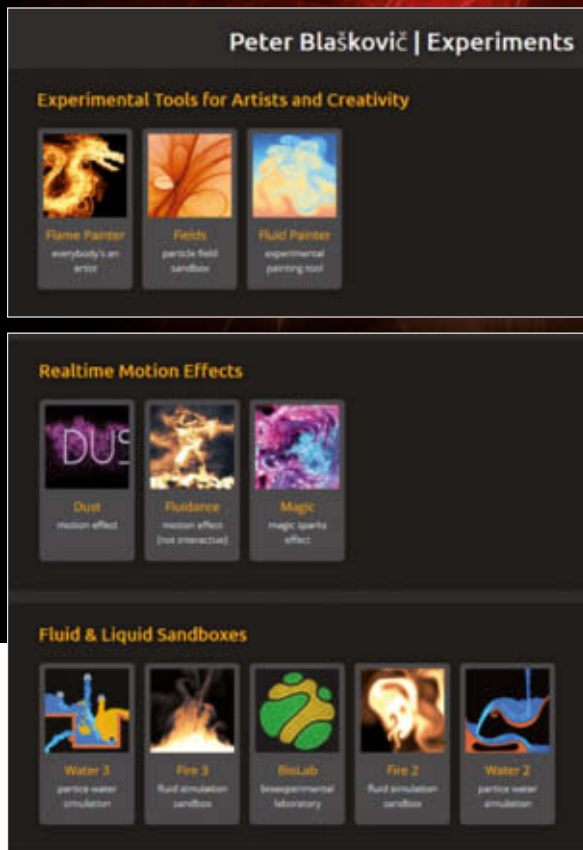 Peter Blaškovič | Experiments
Experimental Tools for Artists and Creativity
Flame Painter
everybody's an
artist
Fields
particle field
sandbox
Fluid Painter
experimental
painting tool
Realtime Motion Effects
DUS
Dust
motion effect
Fluidance
motion effect
(not interactive)
Magic
magic sparks
effect
Fluid & Liquid Sandboxes
Water 3
partice water
simulation
Fire 3
fluid simulation
sandbox
BioLab
bioexperimental
laboratory
Fire 2
fluid simulation
sandbox
Water 2
partice water
simulation